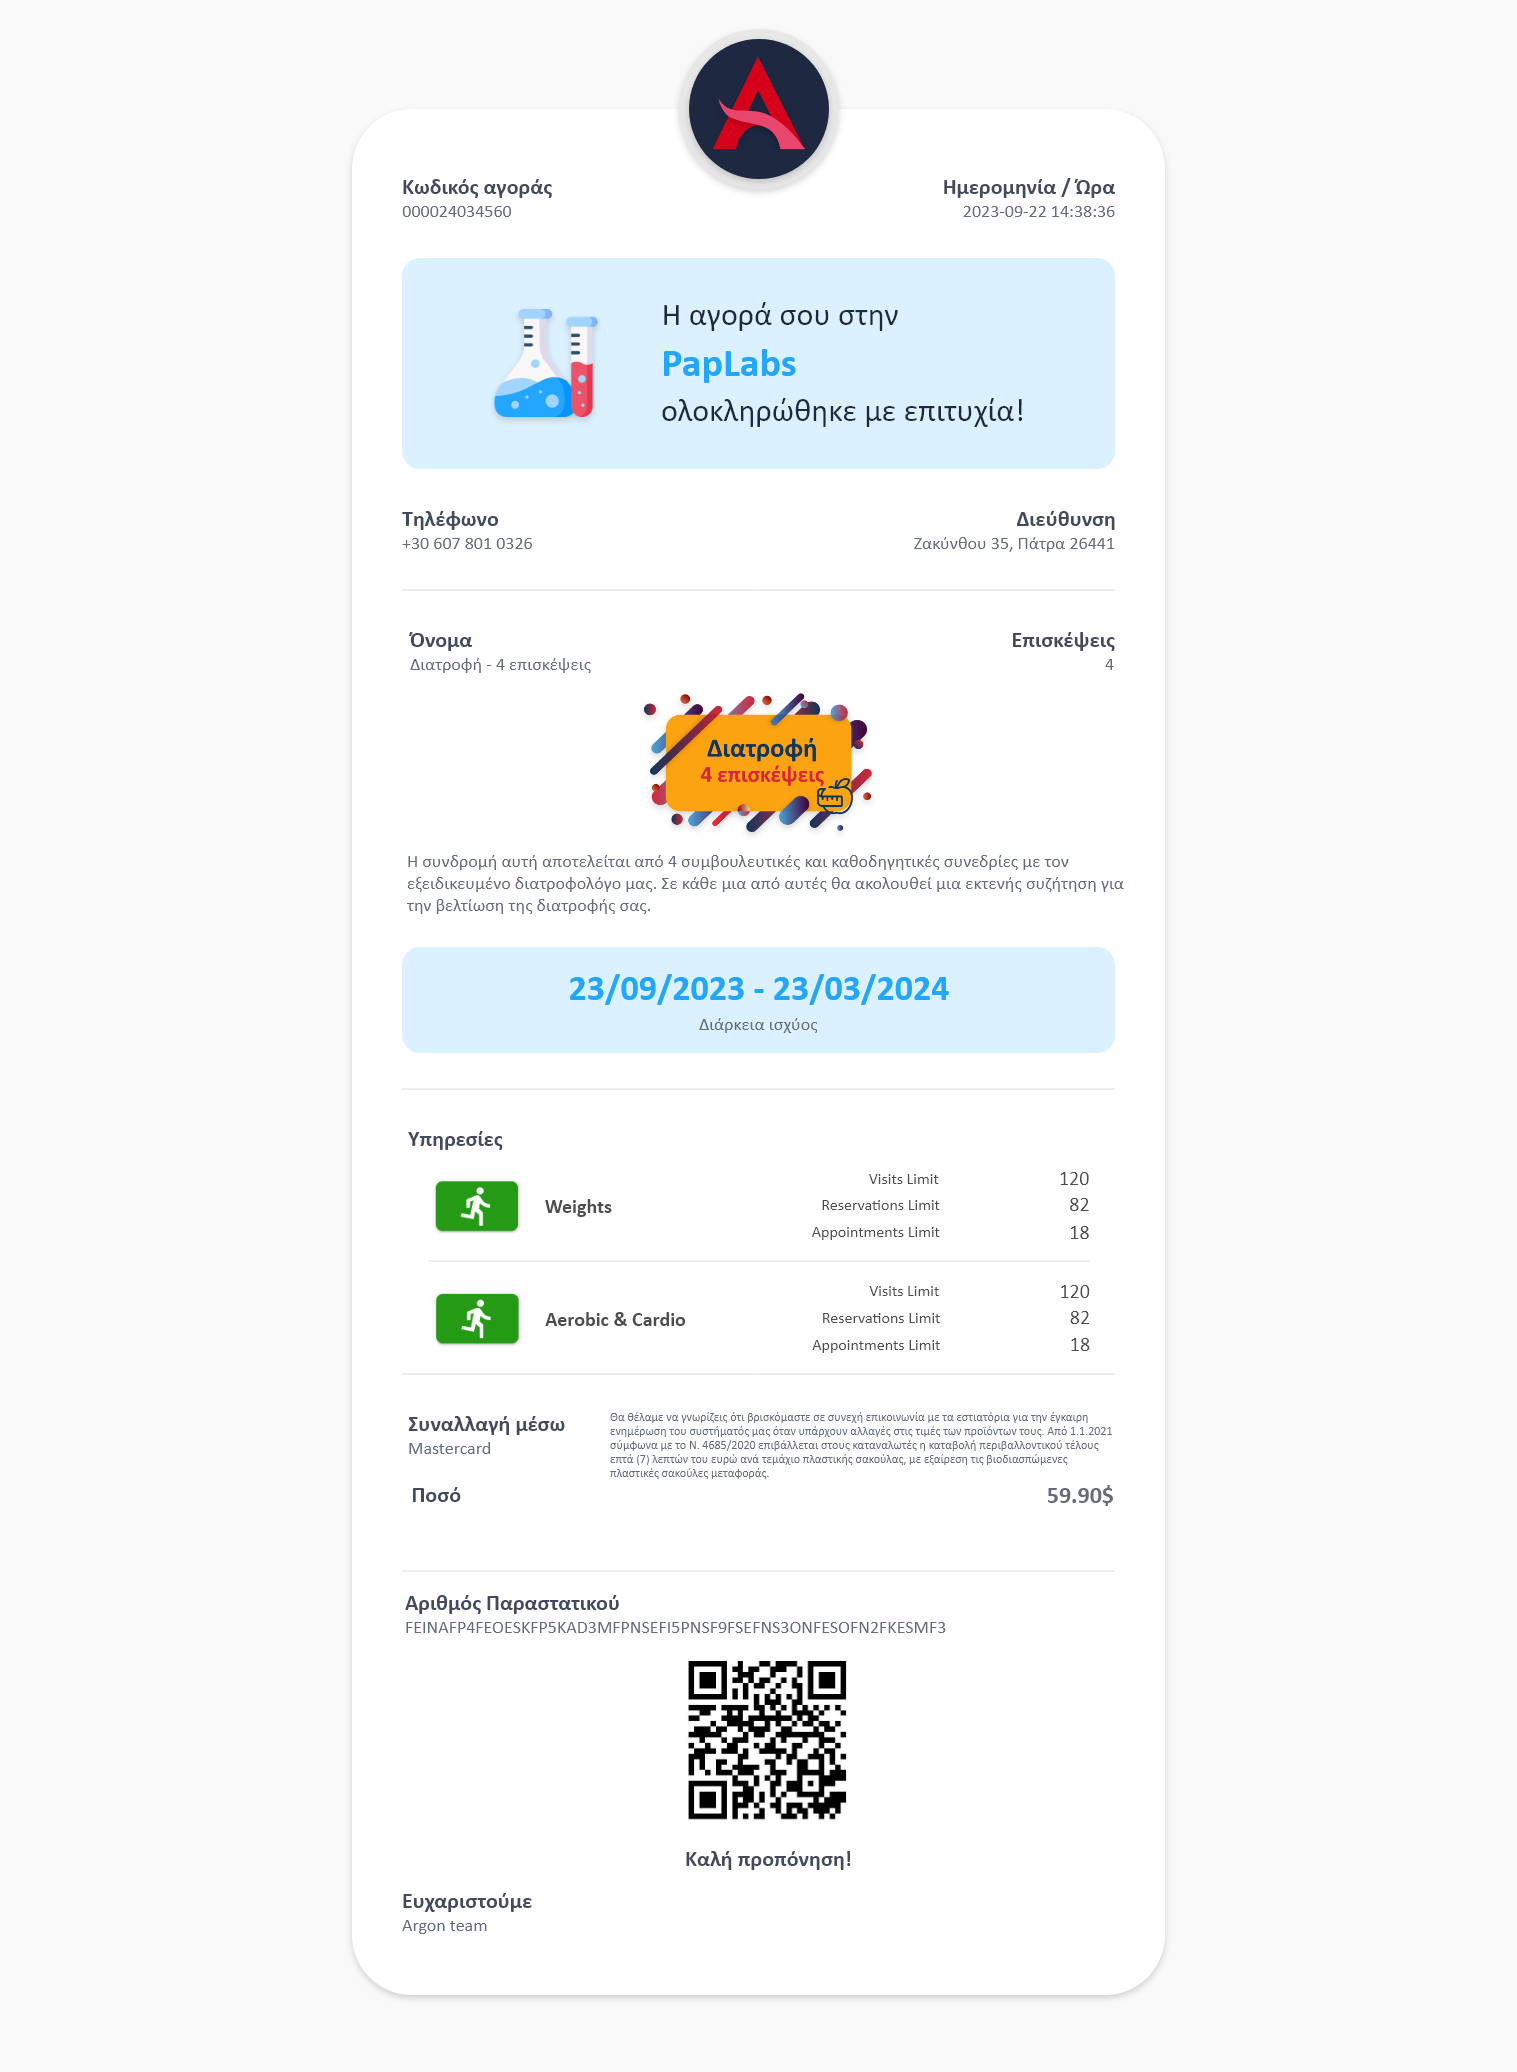 Κωδικός αγοράς
000024034560
Ημερομηνία / Ώρα
2023-09-22 14:38:36
Η αγορά σου στην
PapLabs
ολοκληρώθηκε με επιτυχία!
Τηλέφωνο
+30 607 801 0326
Διεύθυνση
Ζακύνθου 35, Πάτρα 26441
Όνομα
Διατροφή - 4 επισκέψεις
Επισκέψεις
4
Διατροφή
4 επισκέψεις
Η συνδρομή αυτή αποτελείται από 4 συμβουλευτικές και καθοδηγητικές συνεδρίες με τον
εξειδικευμένο διατροφολόγο μας. Σε κάθε μια από αυτές θα ακολουθεί μια εκτενής συζήτηση για
την βελτίωση της διατροφής σας.
23/09/2023 - 23/03/2024
Διάρκεια ισχύος
Υπηρεσίες
Weights
Visits Limit 120
Reservations Limit 82
Appointments Limit 18
Aerobic & Cardio
Visits Limit 120
Reservations Limit 82
Appointments Limit 18
Συναλλαγή μέσω
Mastercard
Θα θέλαμε να γνωρίζεις ότι βρισκόμαστε σε συνεχή επικοινωνία με τα εστιατόρια για την έγκαιρη
ενημέρωση του συστήματός μας όταν υπάρχουν αλλαγές στις τιμές των προϊόντων τους. Από 1.1.2021
σύμφωνα με το Ν. 4685/2020 επιβάλλεται στους καταναλωτές η καταβολή περιβαλλοντικού τέλους
επτά (7) λεπτών του ευρώ ανά τεμάχιο πλαστικής σακούλας, με εξαίρεση τις βιοδιασπώμενες
πλαστικές σακούλες μεταφοράς.
Ποσό
59.90$
Αριθμός Παραστατικού
FEINAFP4FEOESKFP5KAD3MFPNSEFI5PNSF9FSEFNS3ONFESOFN2FKESMF3
Καλή προπόνηση!
Ευχαριστούμε
Argon team